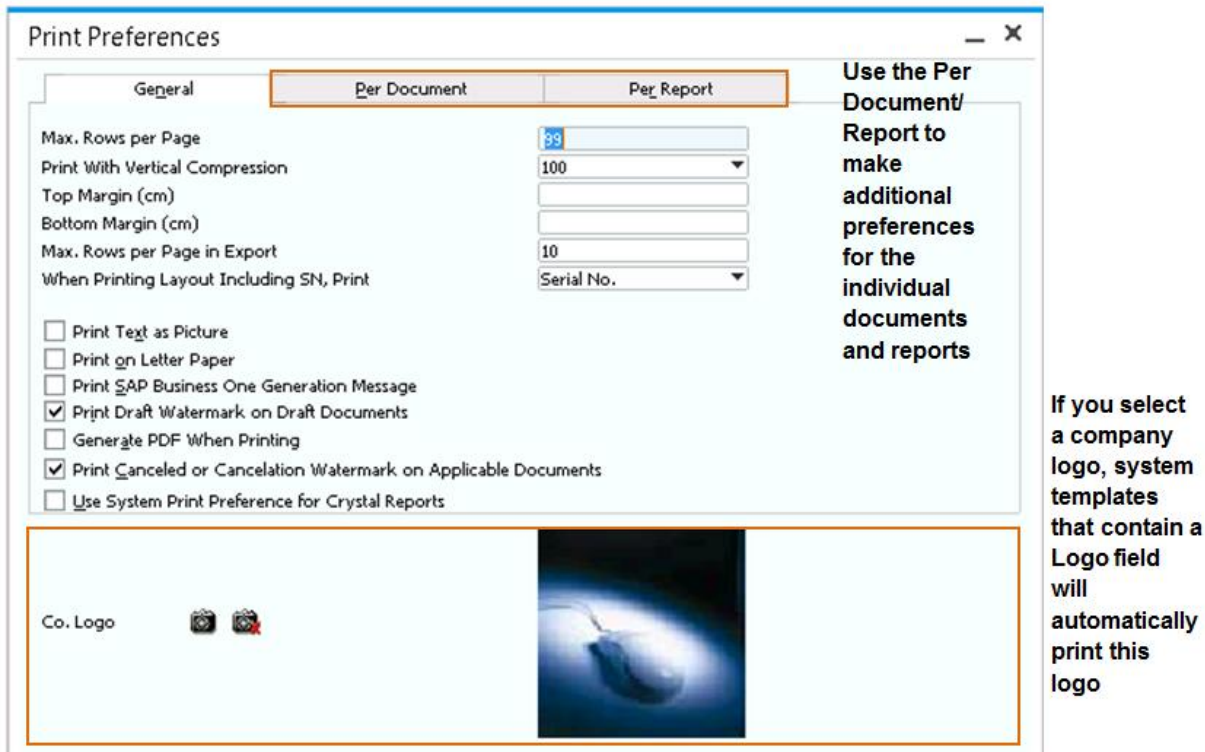 Print Preferences
General
Per Document
Per Report
Max. Rows per Page
99
Print With Vertical Compression
100
Top Margin (cm)
Bottom Margin (cm)
Max. Rows per Page in Export
10
When Printing Layout Including SN, Print
Serial No.
Print Text as Picture
Print on Letter Paper
Print SAP Business One Generation Message
Print Draft Watermark on Draft Documents
Generate PDF When Printing
Print Canceled or Cancelation Watermark on Applicable Documents
Use System Print Preference for Crystal Reports
Co. Logo
Use the Per
Document/
Report to
make
additional
preferences
for the
individual
documents
and reports
If you select
a company
logo, system
templates
that contain a
Logo field
will
automatically
print this
logo